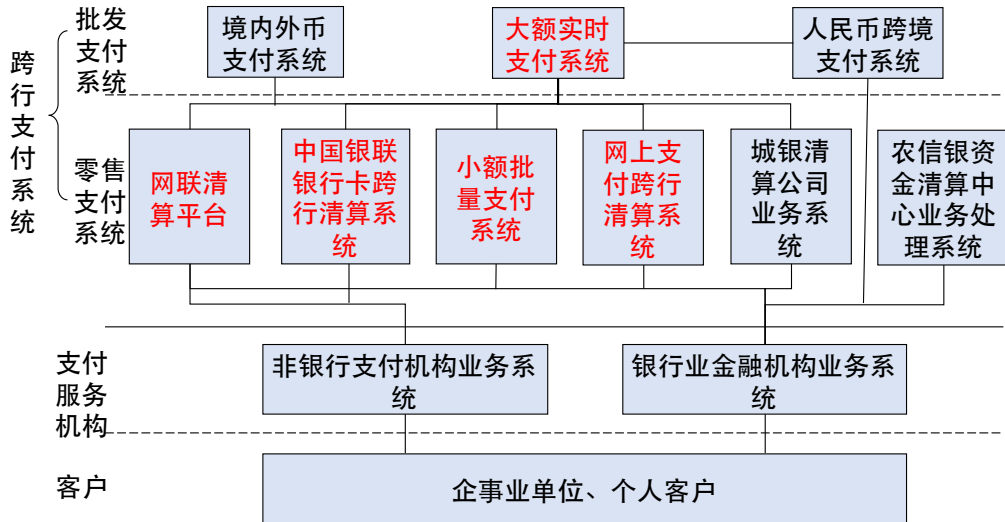 跨行支付系统
批发
支付
系统
境内外币
支付系统
大额实时
支付系统
人民币跨境
支付系统
零售
支付
系统
网联清
算平台
中国银联
银行卡跨
行清算系
统
小额批
量支付
系统
网上支
付跨行
清算系
统
城银清
算公司
业务系
统
农信银资
金清算中
心业务处
理系统
支付
服务
机构
非银行支付机构业务系
统
银行业金融机构业务系
统
客户
企事业单位、个人客户